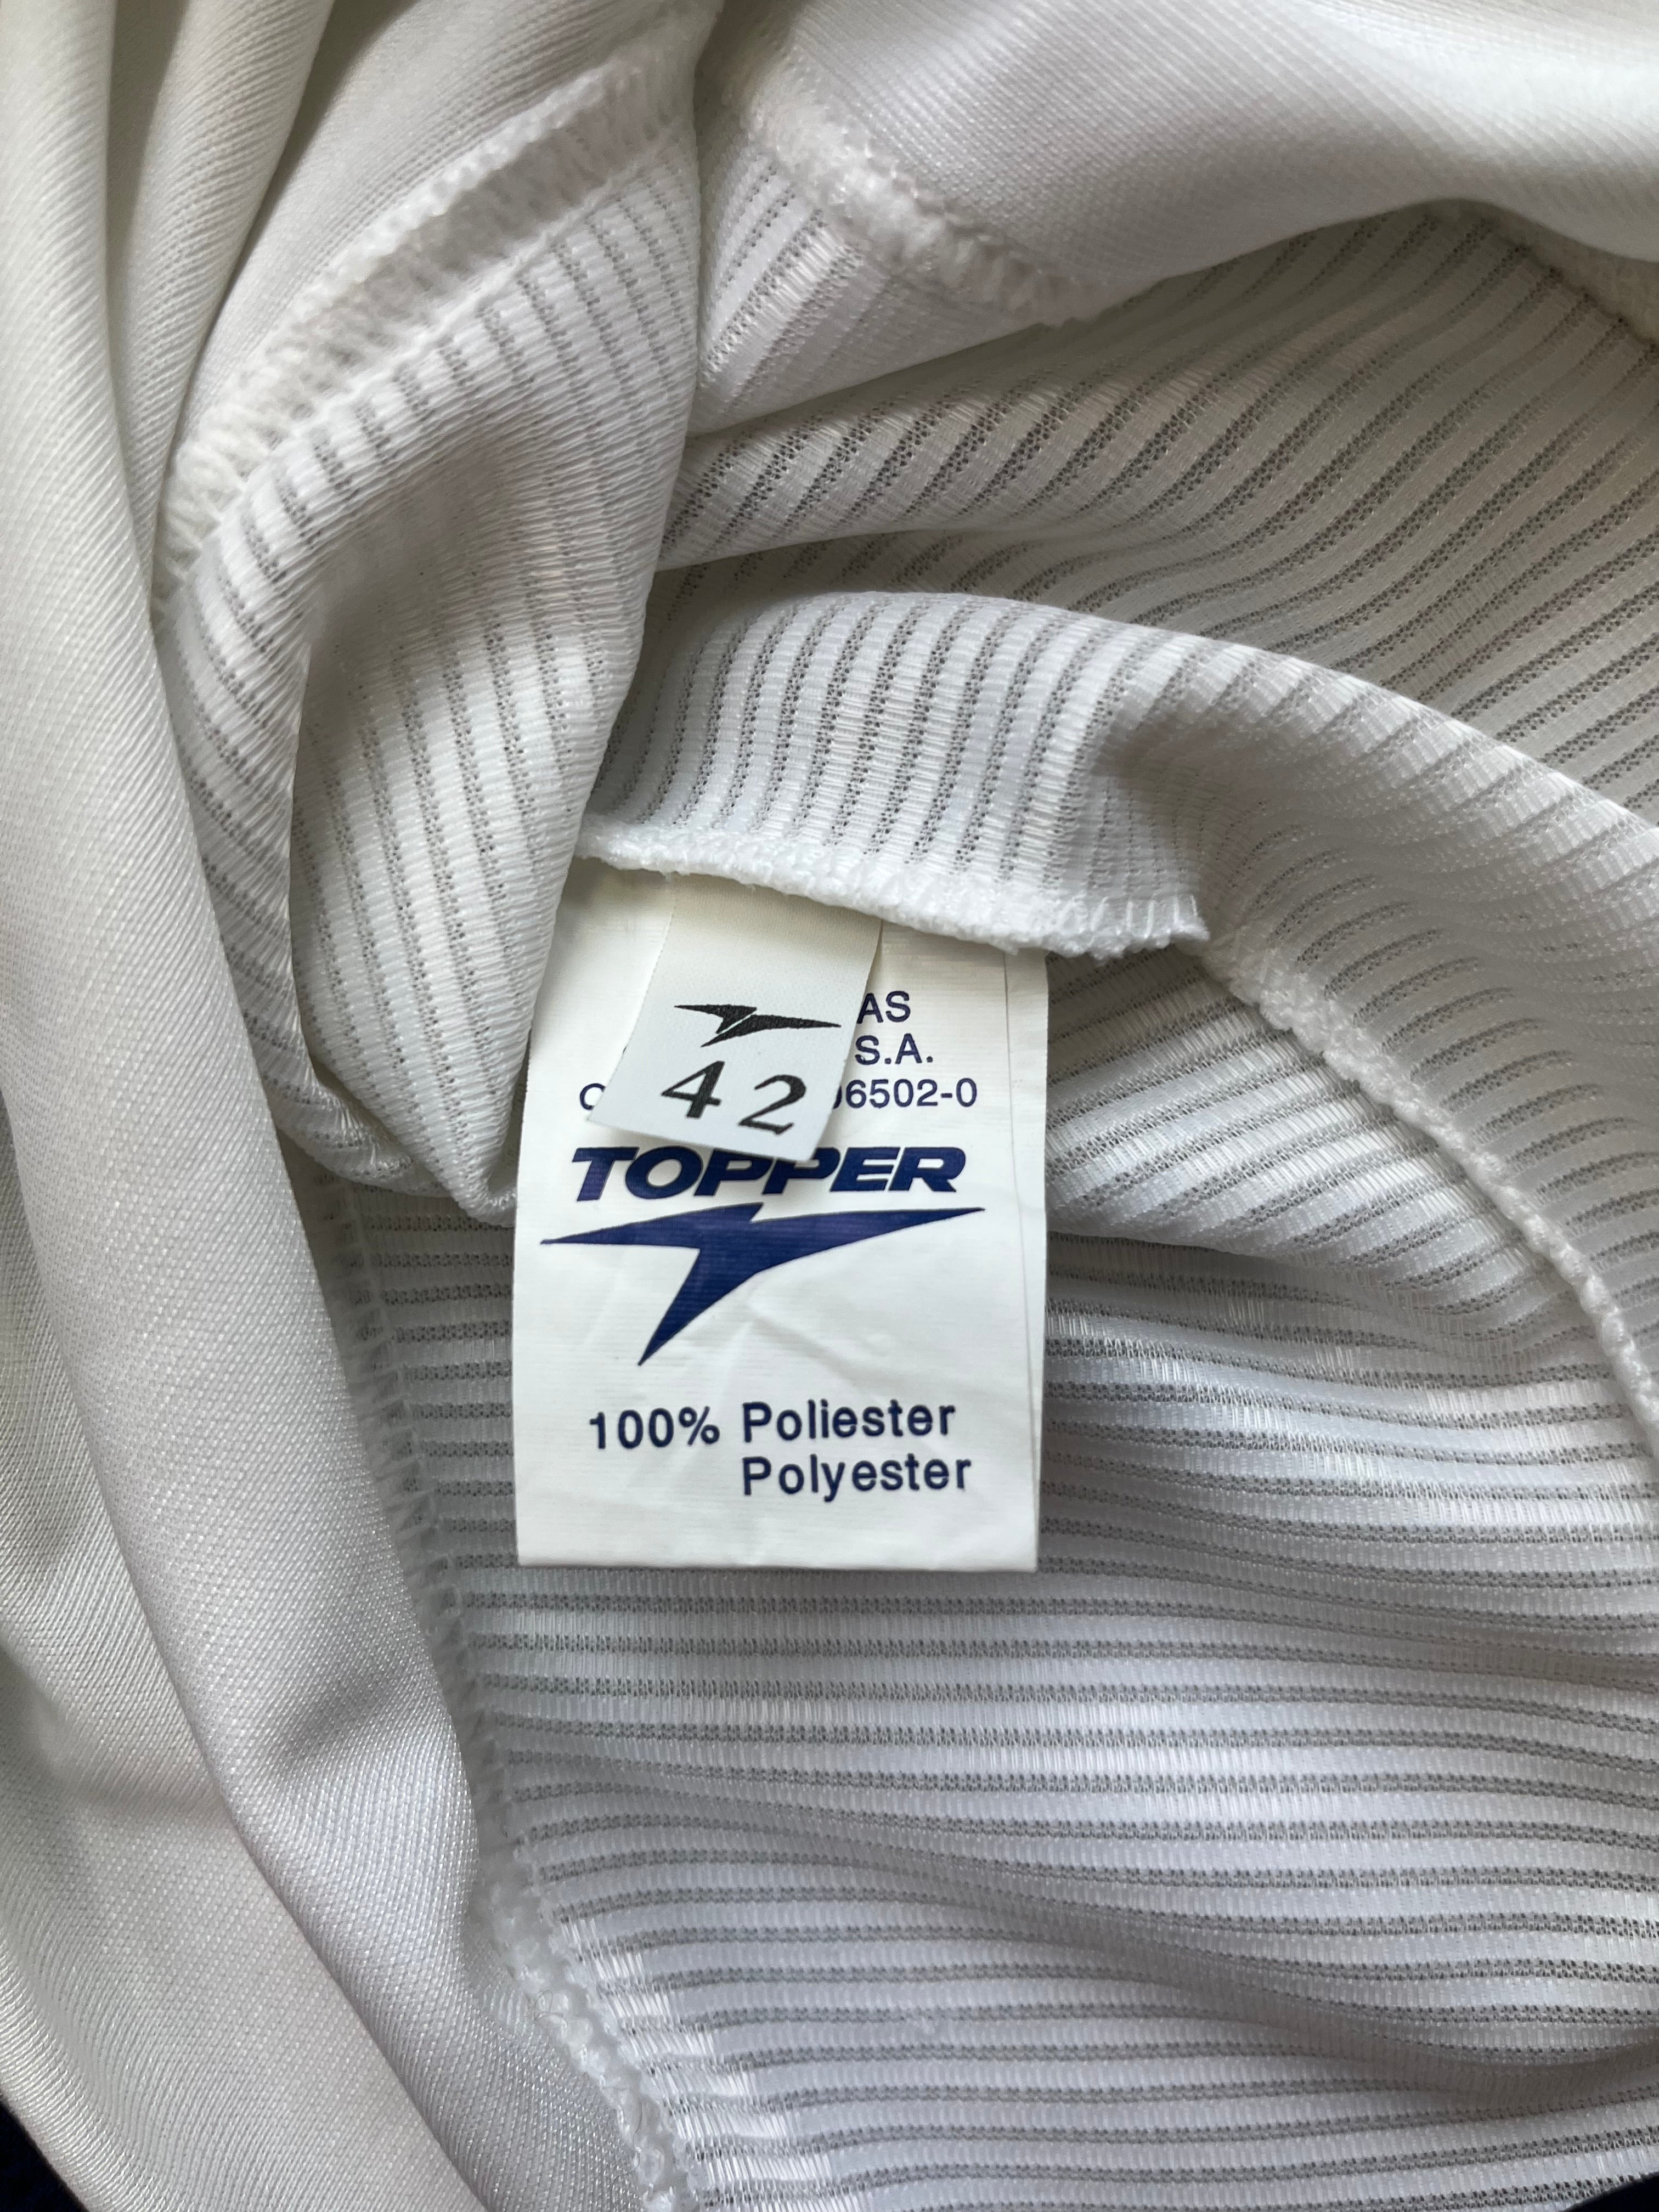 AS
S.A.
06502-0
42
TOPPER
100% Poliester
Polyester